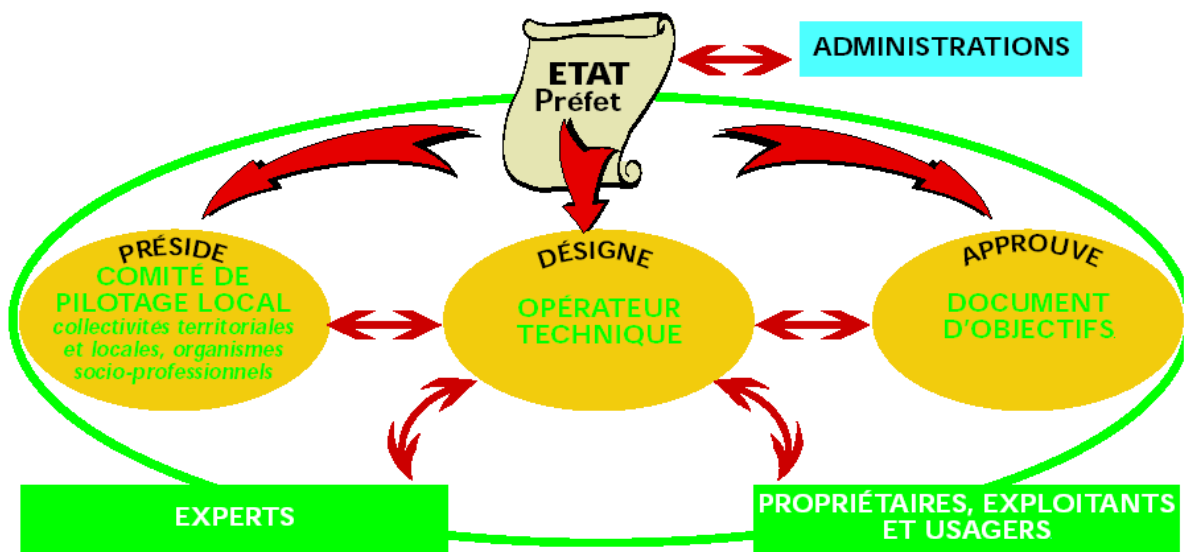 ETAT
Préfet
ADMINISTRATIONS
PRÉSIDE
COMITÉ DE
PILOTAGE LOCAL
collectivités territoriales
et locales, organismes
socio-professionnels
DÉSIGNE
OPÉRATEUR
TECHNIQUE
APPROUVE
DOCUMENT
D'OBJECTIFS
EXPERTS
PROPRIÉTAIRES, EXPLOITANTS
ET USAGERS